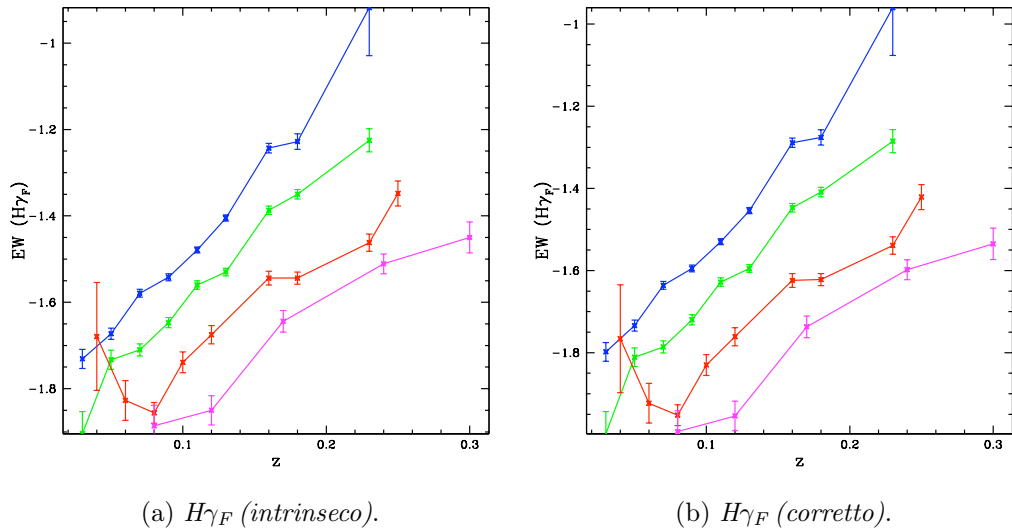 -1
-1.2
-1.4
-1.6
-1.8
EW (Hγ_F)
0.1
0.2
0.3
z
(a) Hγ_F (intrinseco).
-1
-1.2
-1.4
-1.6
-1.8
EW (Hγ_F)
0.1
0.2
0.3
z
(b) Hγ_F (corretto).